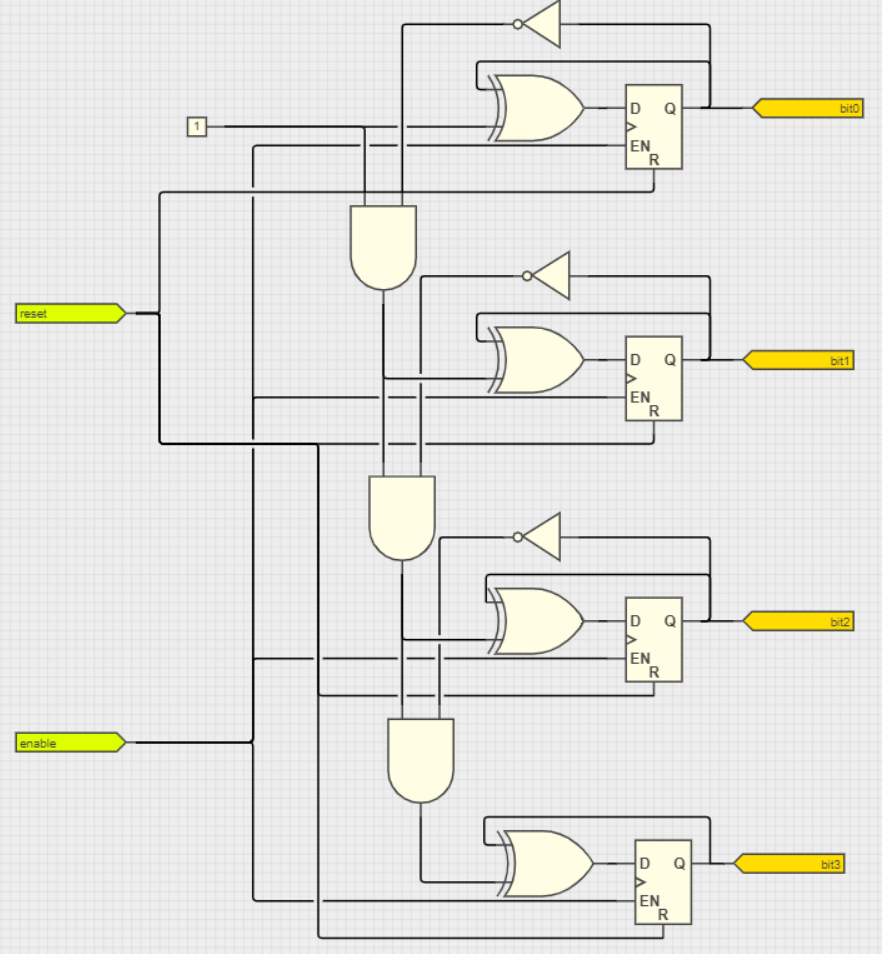 D Q
bit0
1
EN
R
reset
D Q
bit1
EN
R
D Q
bit2
EN
R
enable
D Q
bit3
EN
R